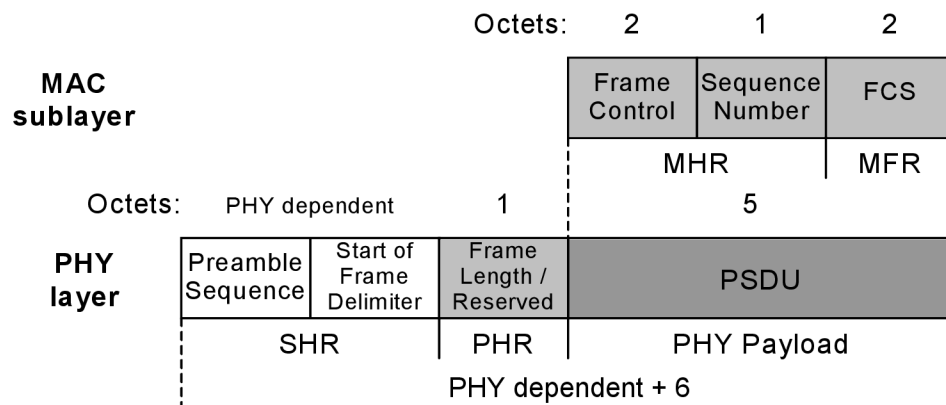 Octets: 2 1 2
MAC
sublayer
Frame
Control
Sequence
Number
FCS
MHR MFR
Octets: PHY dependent 1 5
PHY
layer
Preamble
Sequence
Start of
Frame
Delimiter
Frame
Length /
Reserved
PSDU
SHR PHR PHY Payload
PHY dependent + 6